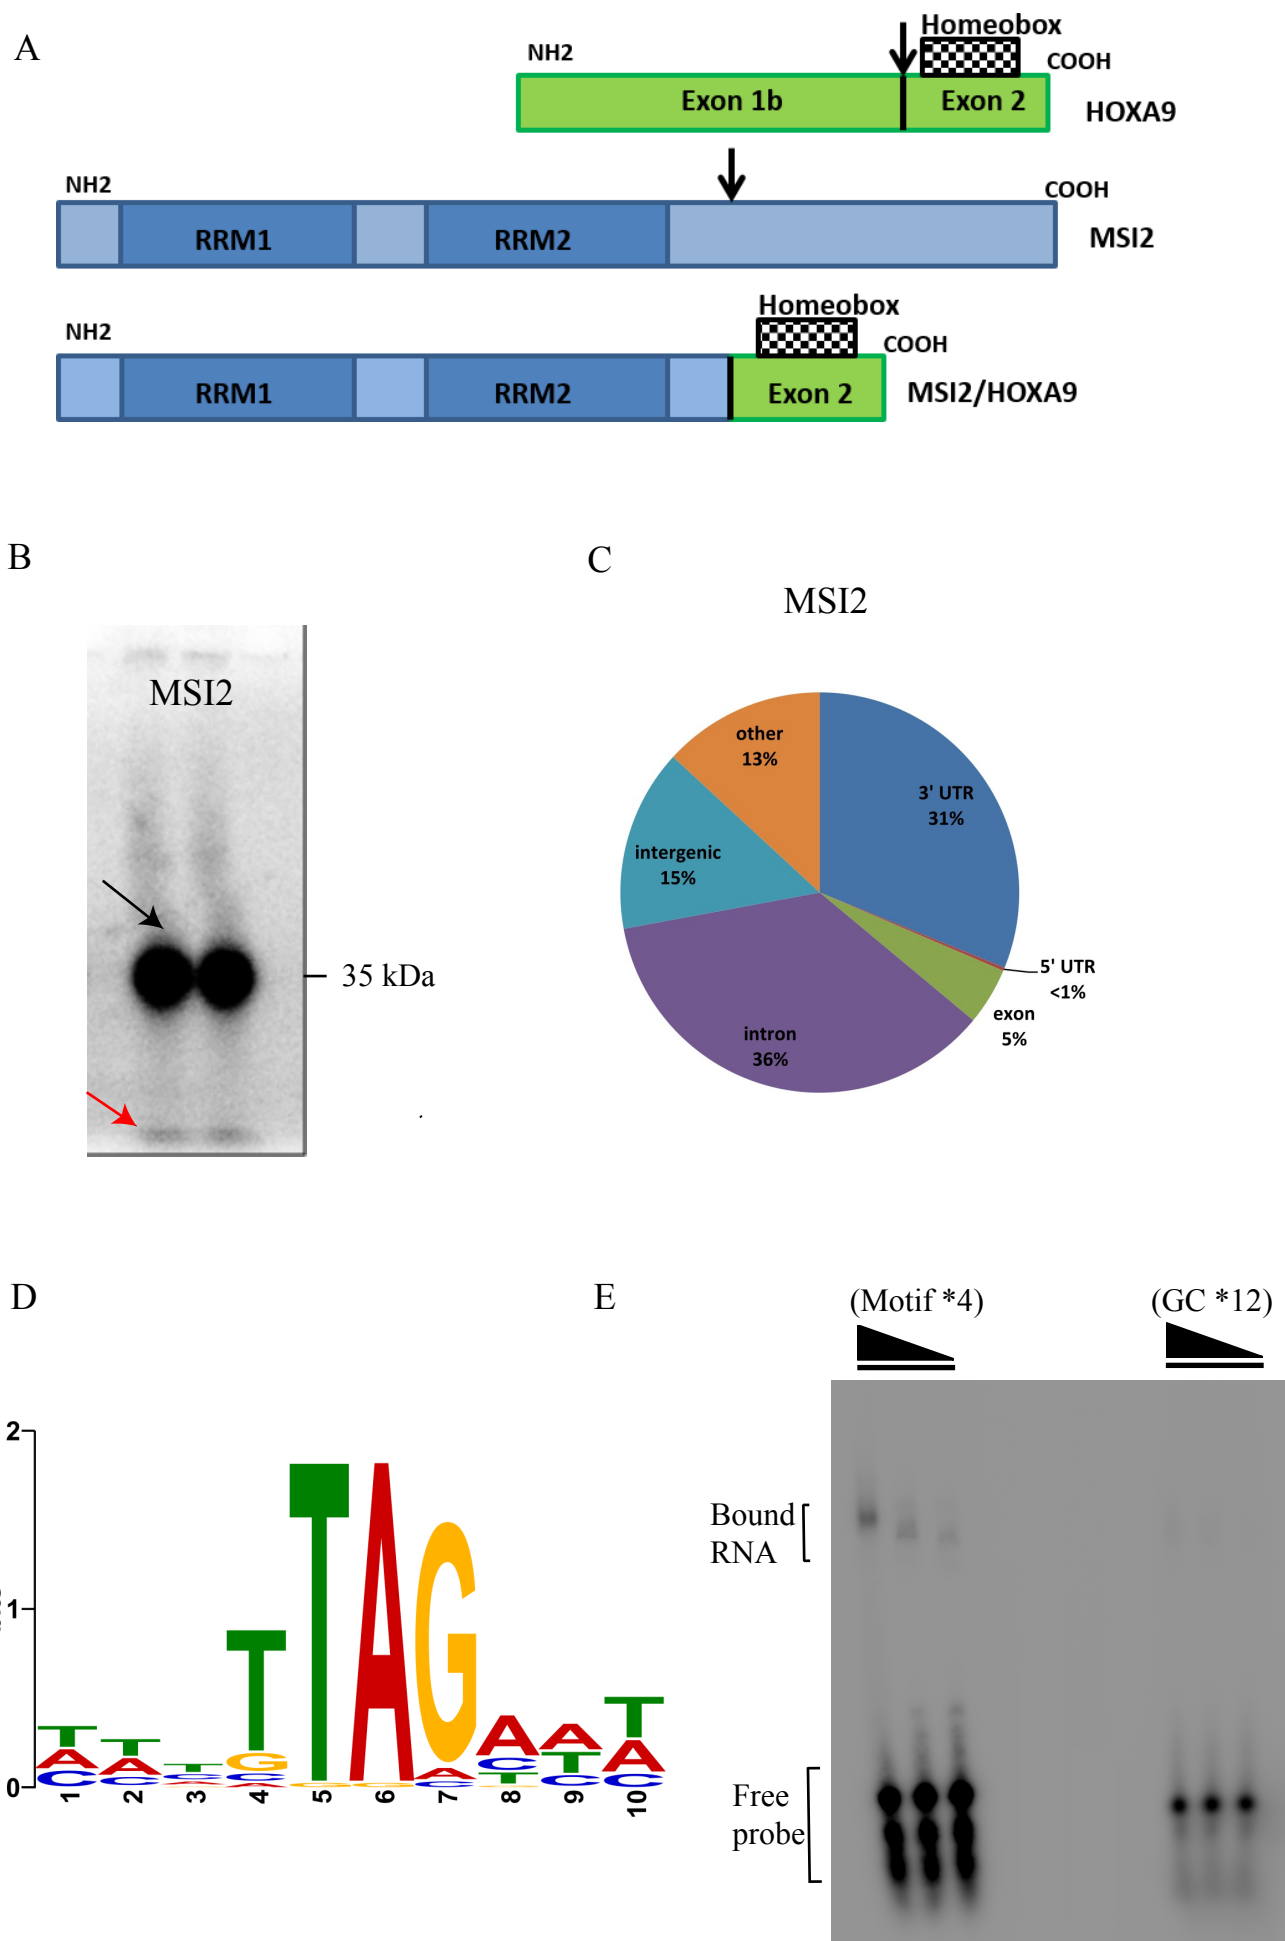 A
Homeobox
NH2
COOH
Exon 1b
Exon 2
HOXA9
NH2
COOH
RRM1
RRM2
MSI2
Homeobox
NH2
COOH
RRM1
RRM2
Exon 2
MSI2/HOXA9
B
MSI2
35 kDa
C
MSI2
other
13%
3' UTR
31%
intergenic
15%
5' UTR
<1%
exon
5%
intron
36%
D
2
1
0
T
A
C
T
A
C
T
C
A
T
G
C
A
T
G
A
G
G
A
C
A
C
T
G
A
T
C
T
A
C
1 2 3 4 5 6 7 8 9 10
E
(Motif *4)
(GC *12)
Bound
RNA
Free
probe